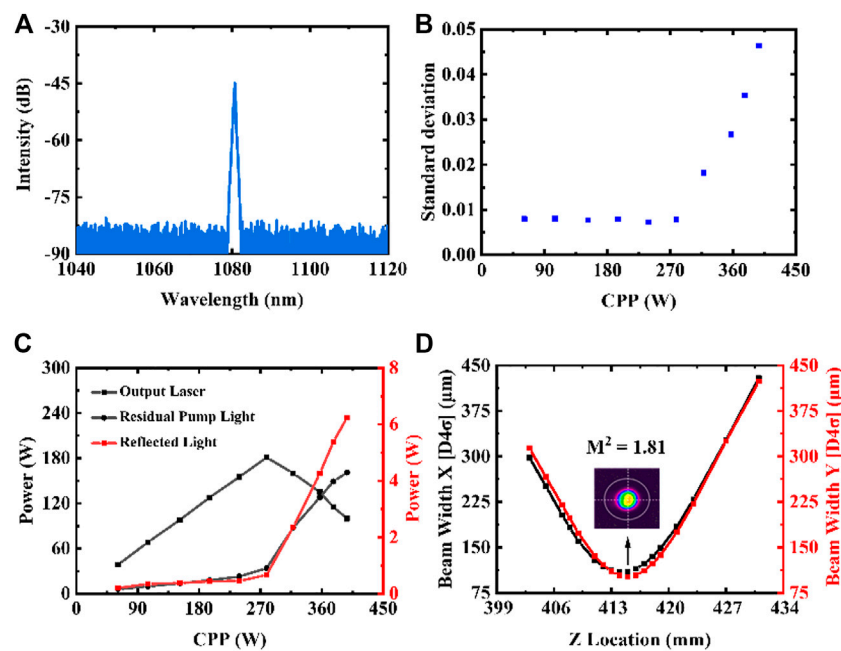 A
-30
-45
-60
-75
-90
Intensity (dB)
1040 1060 1080 1100 1120
Wavelength (nm)
B
0.05
0.04
0.03
0.02
0.01
0.00
Standard deviation
0 90 180 270 360 450
CPP (W)
C
300
240
180
120
60
0
Power (W)
Output Laser
Residual Pump Light
Reflected Light
8
6
4
2
0
Power (W)
0 90 180 270 360 450
CPP (W)
D
450
375
300
225
150
75
Beam Width X [D4σ] (μm)
M² = 1.81
450
375
300
225
150
75
Beam Width Y [D4σ] (μm)
399 406 413 420 427 434
Z Location (mm)